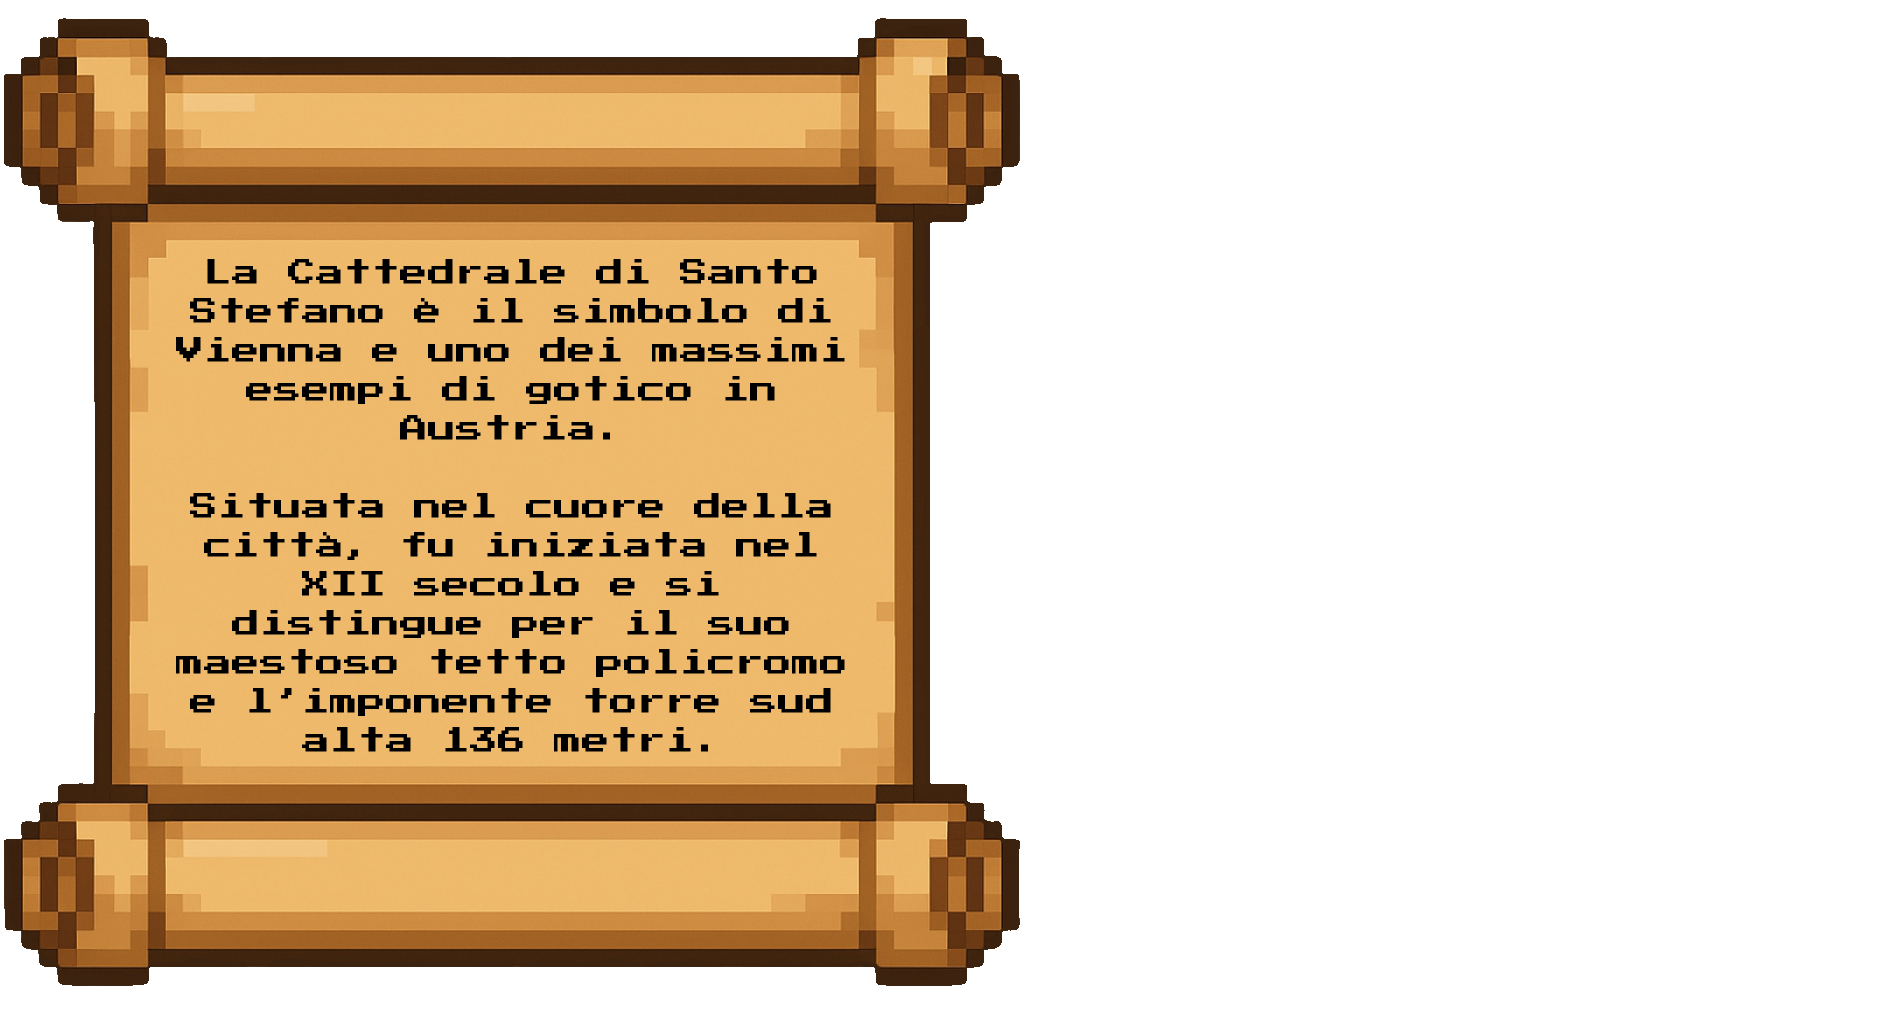 La Cattedrale di Santo
Stefano è il simbolo di
Vienna e uno dei massimi
esempi di gotico in
Austria.
Situata nel cuore della
città, fu iniziata nel
XII secolo e si
distingue per il suo
maestoso tetto policromo
e l'imponente torre sud
alta 136 metri.